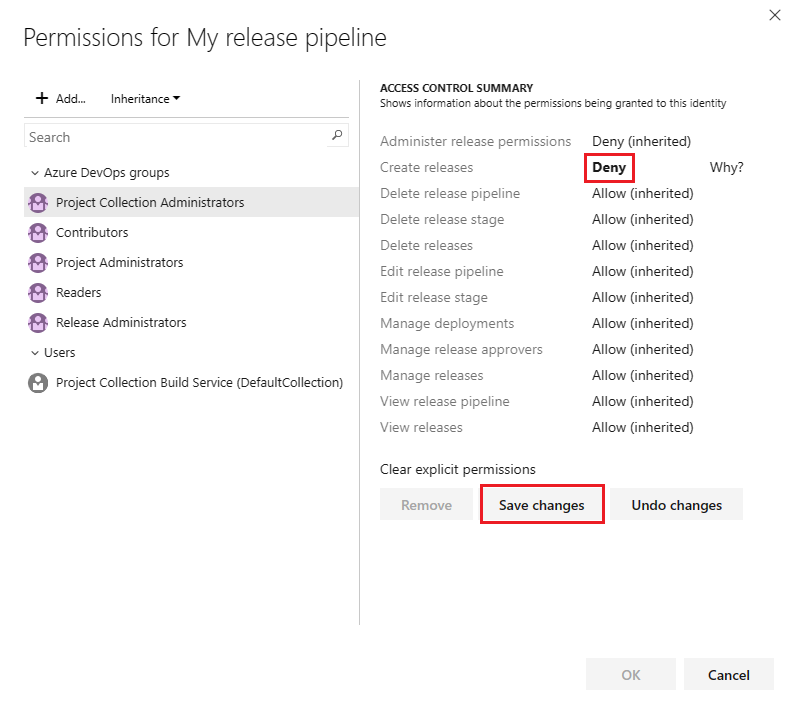 Permissions for My release pipeline
Add...
Inheritance
Search
Azure DevOps groups
Project Collection Administrators
Contributors
Project Administrators
Readers
Release Administrators
Users
Project Collection Build Service (DefaultCollection)
ACCESS CONTROL SUMMARY
Shows information about the permissions being granted to this identity
Administer release permissions Deny (inherited)
Create releases Deny Why?
Delete release pipeline Allow (inherited)
Delete release stage Allow (inherited)
Delete releases Allow (inherited)
Edit release pipeline Allow (inherited)
Edit release stage Allow (inherited)
Manage deployments Allow (inherited)
Manage release approvers Allow (inherited)
Manage releases Allow (inherited)
View release pipeline Allow (inherited)
View releases Allow (inherited)
Clear explicit permissions
Remove Save changes Undo changes
OK Cancel